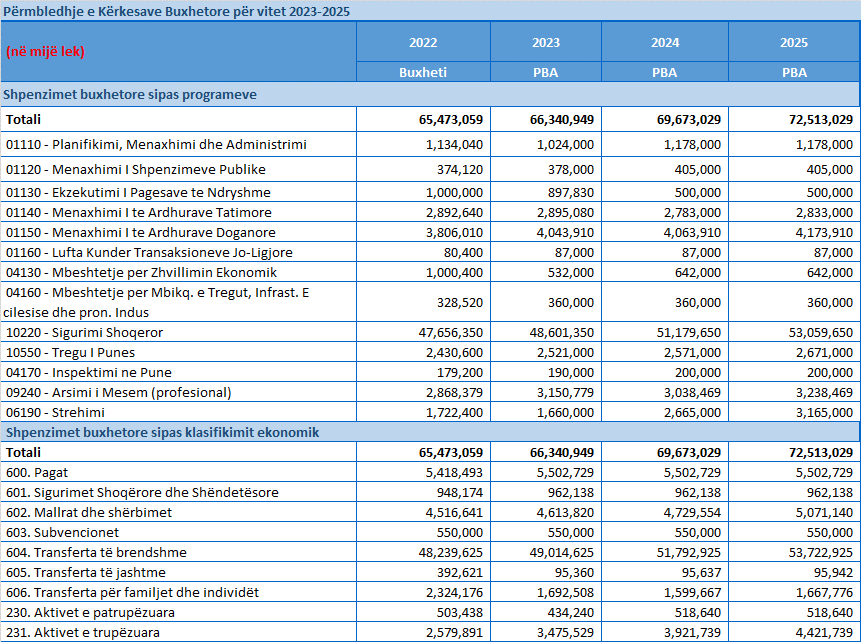 Përmbledhje e Kërkesave Buxhetore për vitet 2023-2025
(në mijë lek) 2022 2023 2024 2025
Buxheti PBA PBA PBA
Shpenzimet buxhetore sipas programeve
Totali 65,473,059 66,340,949 69,673,029 72,513,029
01110 - Planifikimi, Menaxhimi dhe Administrimi 1,134,040 1,024,000 1,178,000 1,178,000
01120 - Menaxhimi I Shpenzimeve Publike 374,120 378,000 405,000 405,000
01130 - Ekzekutimi I Pagesave te Ndryshme 1,000,000 897,830 500,000 500,000
01140 - Menaxhimi I te Ardhurave Tatimore 2,892,640 2,895,080 2,783,000 2,833,000
01150 - Menaxhimi I te Ardhurave Doganore 3,806,010 4,043,910 4,063,910 4,173,910
01160 - Lufta Kunder Transaksioneve Jo-Ligjore 80,400 87,000 87,000 87,000
04130 - Mbeshtetje per Zhvillimin Ekonomik 1,000,400 532,000 642,000 642,000
04160 - Mbeshtetje per Mbikq. e Tregut, Infrast. E
cilesise dhe pron. Indus 328,520 360,000 360,000 360,000
10220 - Sigurimi Shoqeror 47,656,350 48,601,350 51,179,650 53,059,650
10550 - Tregu I Punes 2,430,600 2,521,000 2,571,000 2,671,000
04170 - Inspektimi ne Pune 179,200 190,000 200,000 200,000
09240 - Arsimi i Mesem (profesional) 2,868,379 3,150,779 3,038,469 3,238,469
06190 - Strehimi 1,722,400 1,660,000 2,665,000 3,165,000
Shpenzimet buxhetore sipas klasifikimit ekonomik
Totali 65,473,059 66,340,949 69,673,029 72,513,029
600. Pagat 5,418,493 5,502,729 5,502,729 5,502,729
601. Sigurimet Shoqërore dhe Shëndetësore 948,174 962,138 962,138 962,138
602. Mallrat dhe shërbimet 4,516,641 4,613,820 4,729,554 5,071,140
603. Subvencionet 550,000 550,000 550,000 550,000
604. Transferta të brendshme 48,239,625 49,014,625 51,792,925 53,722,925
605. Transferta të jashtme 392,621 95,360 95,637 95,942
606. Transferta për familjet dhe individët 2,324,176 1,692,508 1,599,667 1,667,776
230. Aktivet e patrupëzuara 503,438 434,240 518,640 518,640
231. Aktivet e trupëzuara 2,579,891 3,475,529 3,921,739 4,421,739